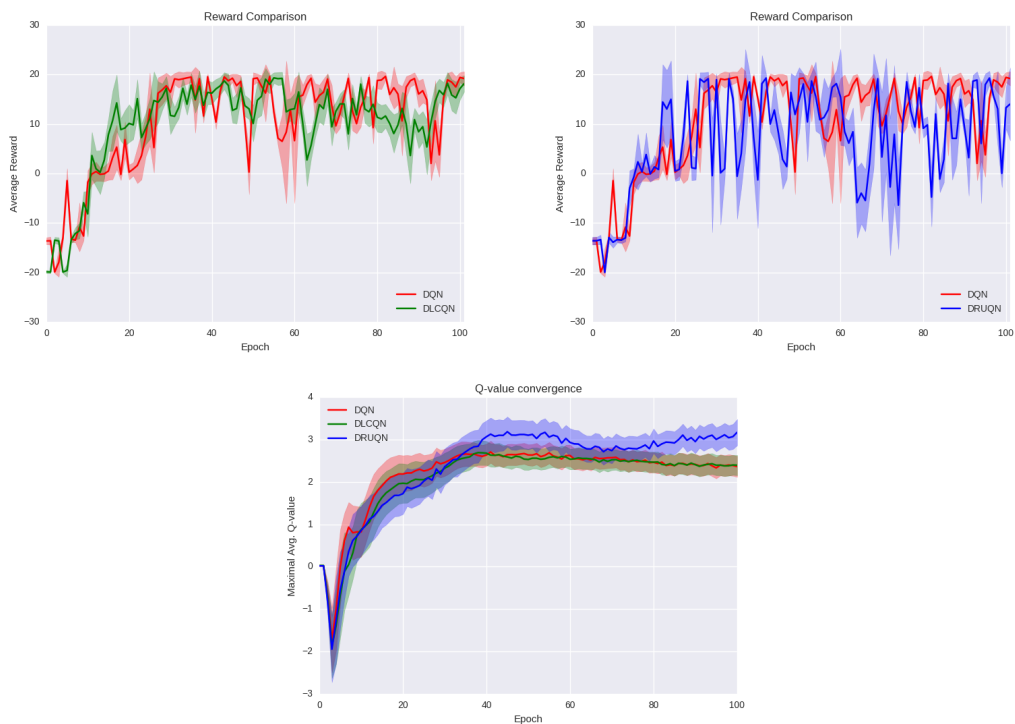 Reward Comparison
30
20
10
0
−10
−20
−30
Average Reward
0
20
40
60
80
100
Epoch
DQN
DLCQN
Reward Comparison
30
20
10
0
−10
−20
−30
Average Reward
0
20
40
60
80
100
Epoch
DQN
DRUQN
Q-value convergence
4
3
2
1
0
−1
−2
−3
Maximal Avg. Q-value
DQN
DLCQN
DRUQN
0
20
40
60
80
100
Epoch